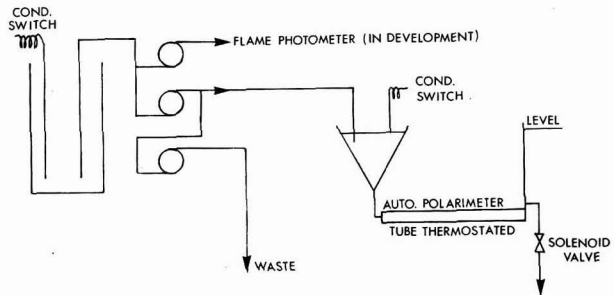 COND.
SWITCH
FLAME PHOTOMETER (IN DEVELOPMENT)
COND.
SWITCH
LEVEL
AUTO. POLARIMETER
TUBE THERMOSTATED
SOLENOID
VALVE
WASTE